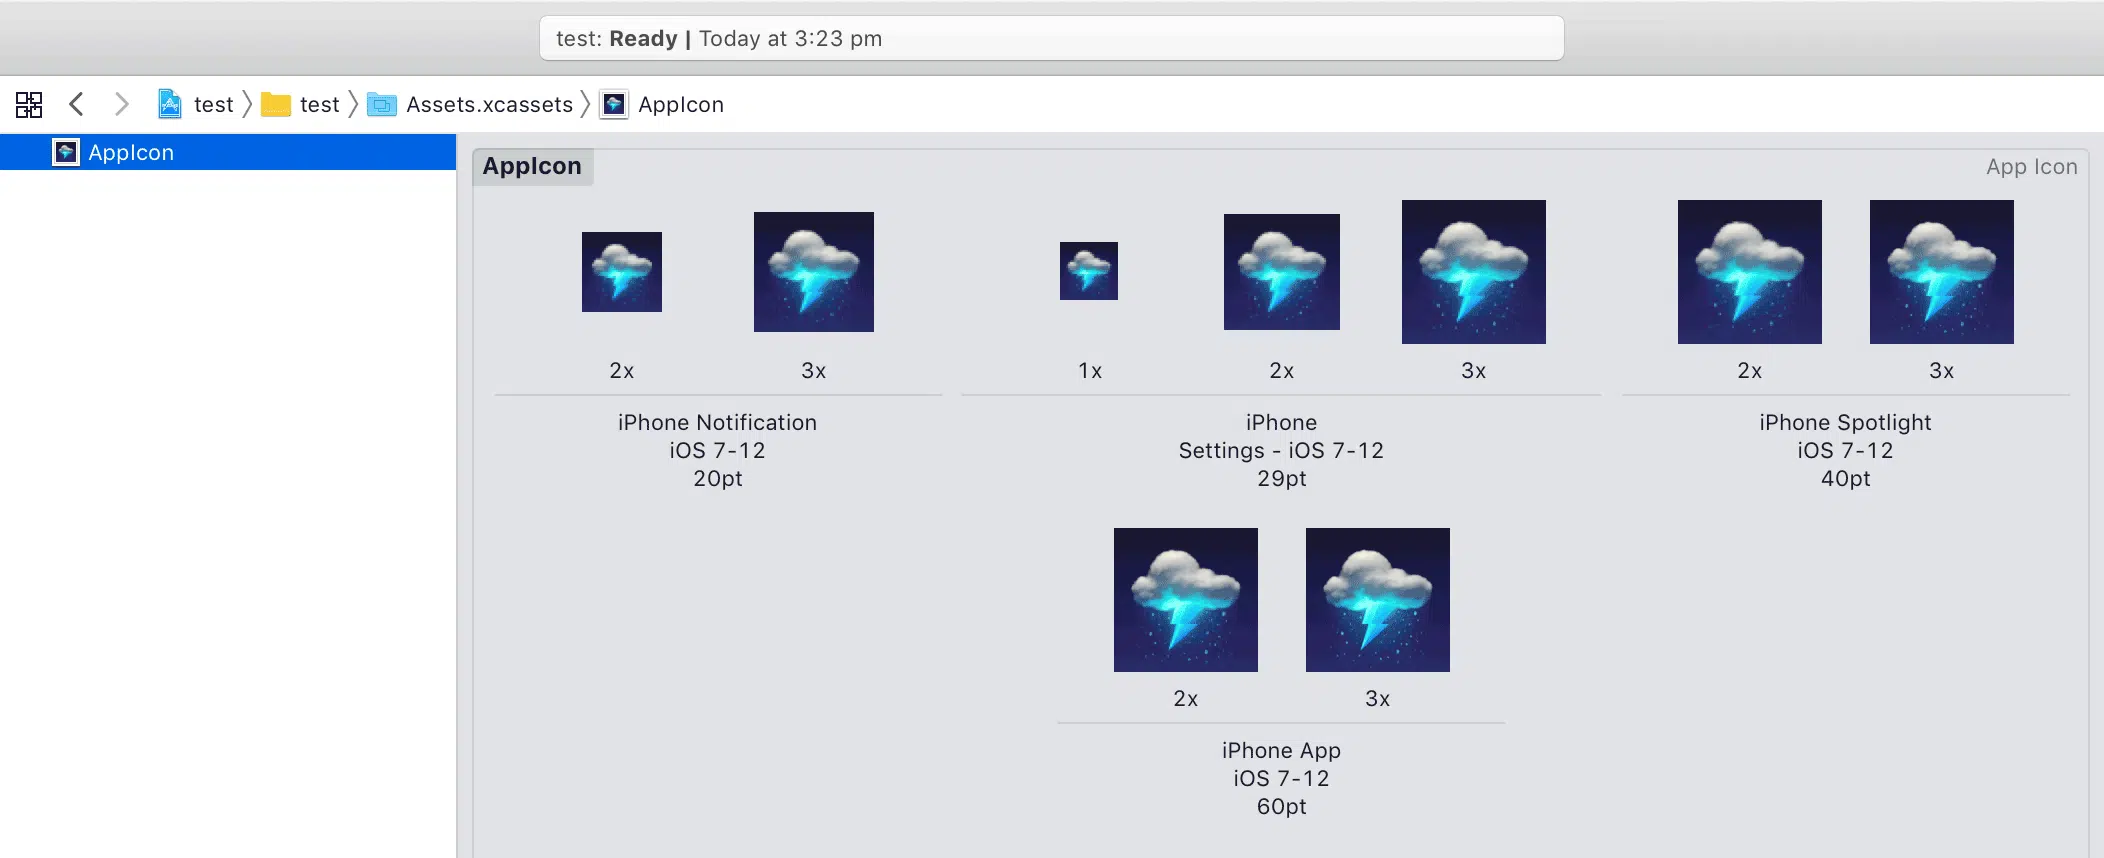 test: Ready | Today at 3:23 pm
test test Assets.xcassets AppIcon
AppIcon
AppIcon App Icon
2x 3x 1x 2x 3x 2x 3x
iPhone Notification
iOS 7-12
20pt
iPhone
Settings - iOS 7-12
29pt
iPhone Spotlight
iOS 7-12
40pt
2x 3x
iPhone App
iOS 7-12
60pt